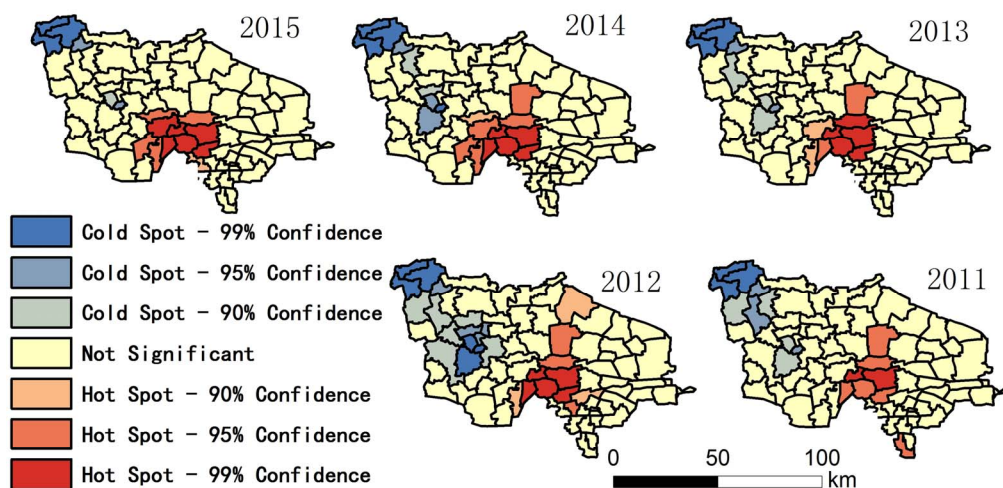 2015
2014
2013
Cold Spot - 99% Confidence
Cold Spot - 95% Confidence
Cold Spot - 90% Confidence
Not Significant
Hot Spot - 90% Confidence
Hot Spot - 95% Confidence
Hot Spot - 99% Confidence
2012
2011
0 50 100
km